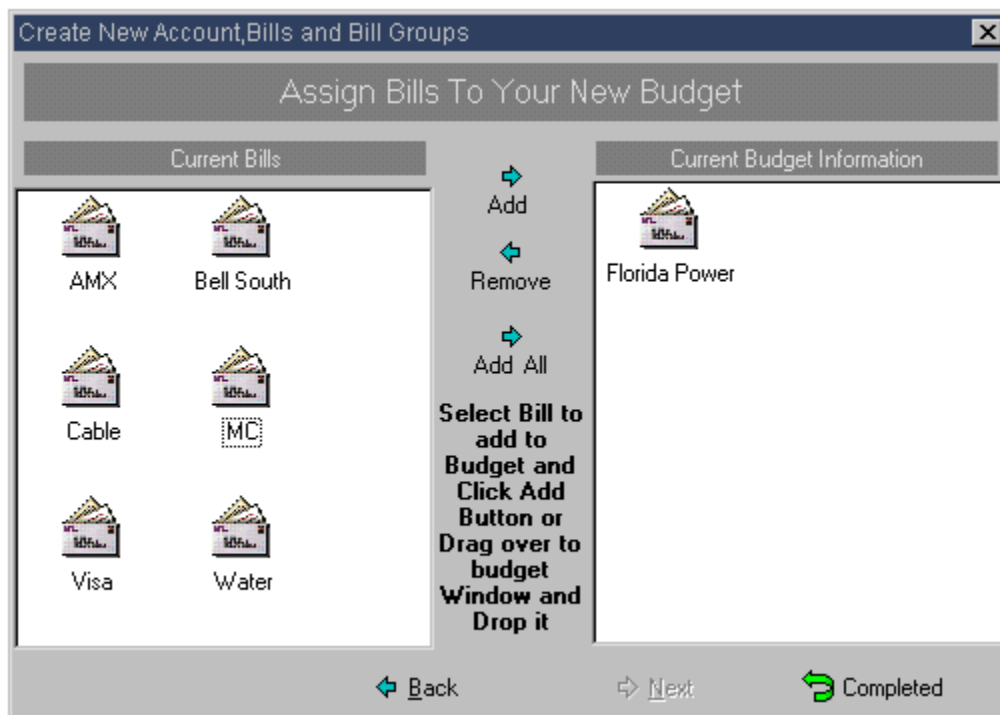 Create New Account,Bills and Bill Groups
Assign Bills To Your New Budget
Current Bills
Current Budget Information
AMX
Bell South
Cable
MC
Visa
Water
Add
Remove
Add All
Select Bill to
add to
Budget and
Click Add
Button or
Drag over to
budget
Window and
Drop it
Florida Power
Back
Next
Completed